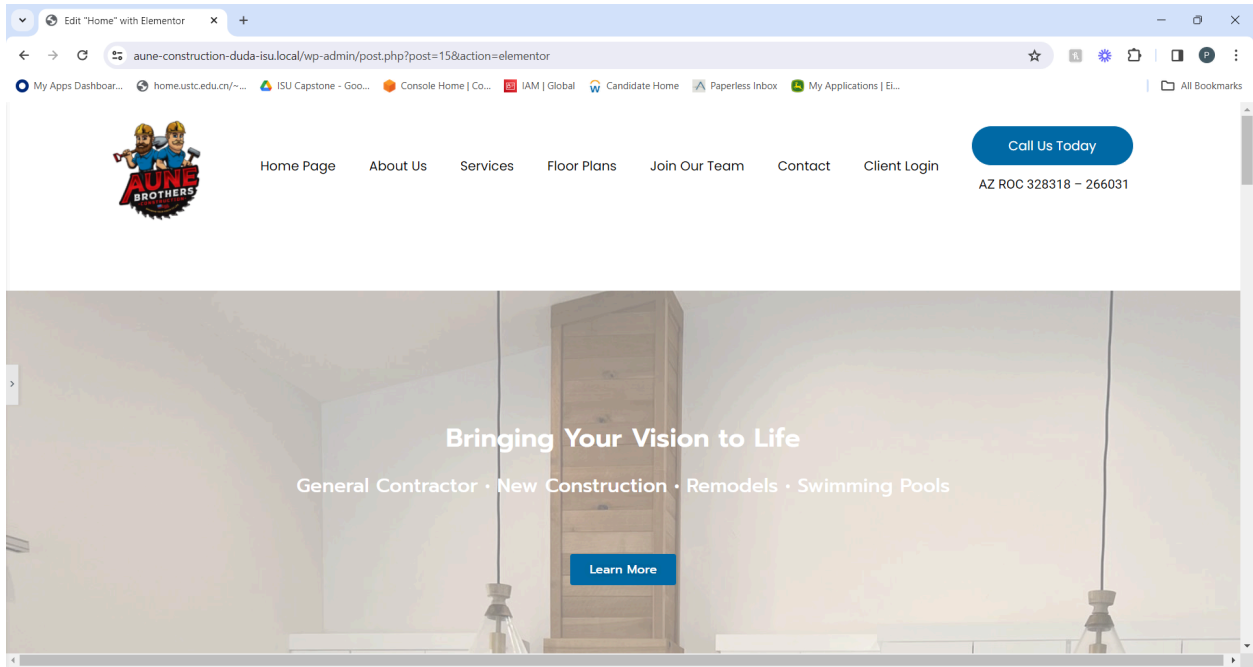 Edit "Home" with Elementor
aune-construction-duda-isu.local/wp-admin/post.php?post=15&action=elementor
P
My Apps Dashboar...
home.ustc.edu.cn/~...
ISU Capstone - Goo...
Console Home | Co...
IAM | Global
Candidate Home
Paperless Inbox
My Applications | Ei...
All Bookmarks
AUNE
BROTHERS
CONSTRUCTION
Home Page
About Us
Services
Floor Plans
Join Our Team
Contact
Client Login
Call Us Today
AZ ROC 328318 – 266031
Bringing Your Vision to Life
General Contractor • New Construction • Remodels • Swimming Pools
Learn More